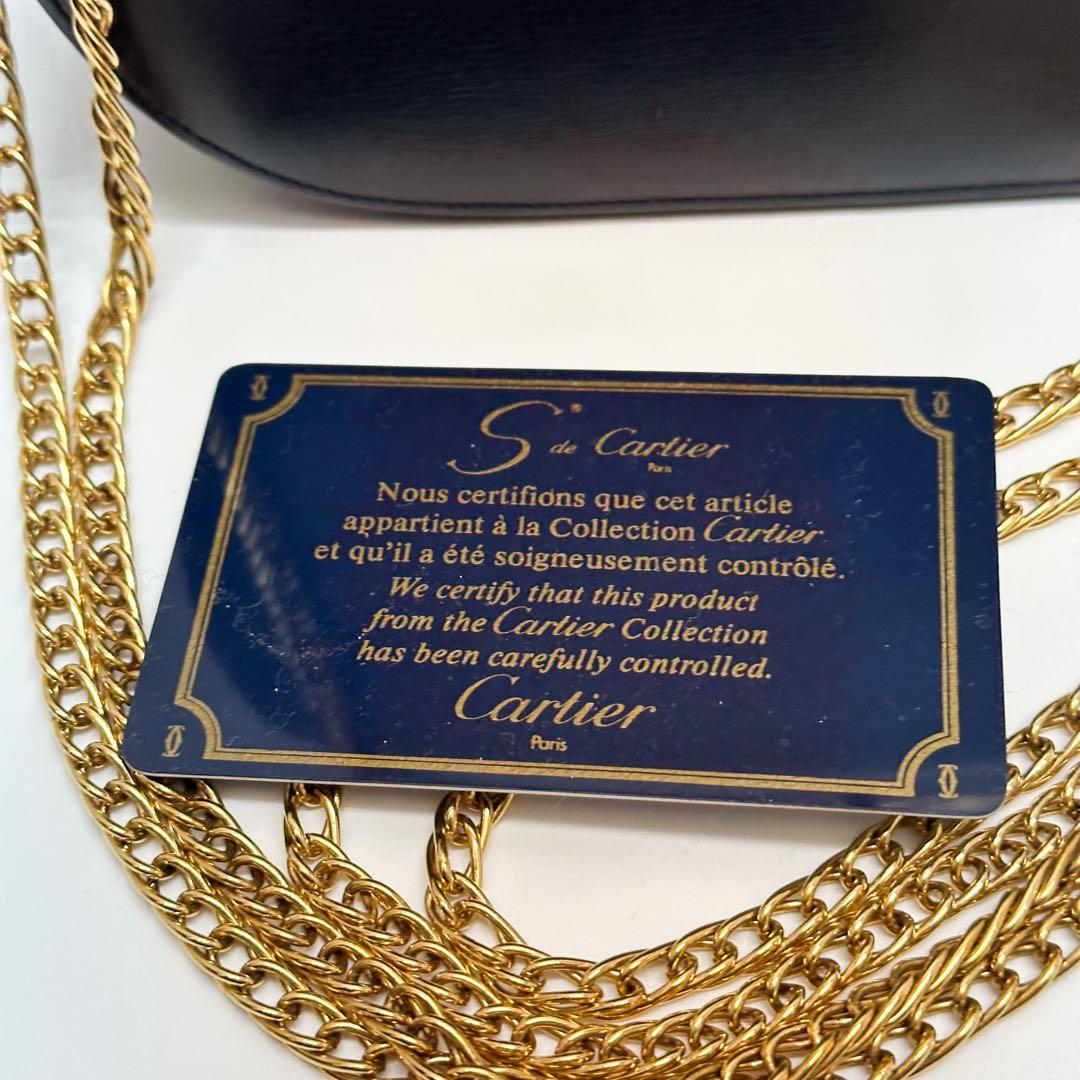 S® de Cartier
Paris
Nous certifions que cet article
appartient à la Collection Cartier
et qu'il a été soigneusement contrôlé.
We certify that this product
from the Cartier Collection
has been carefully controlled.
Cartier
Paris